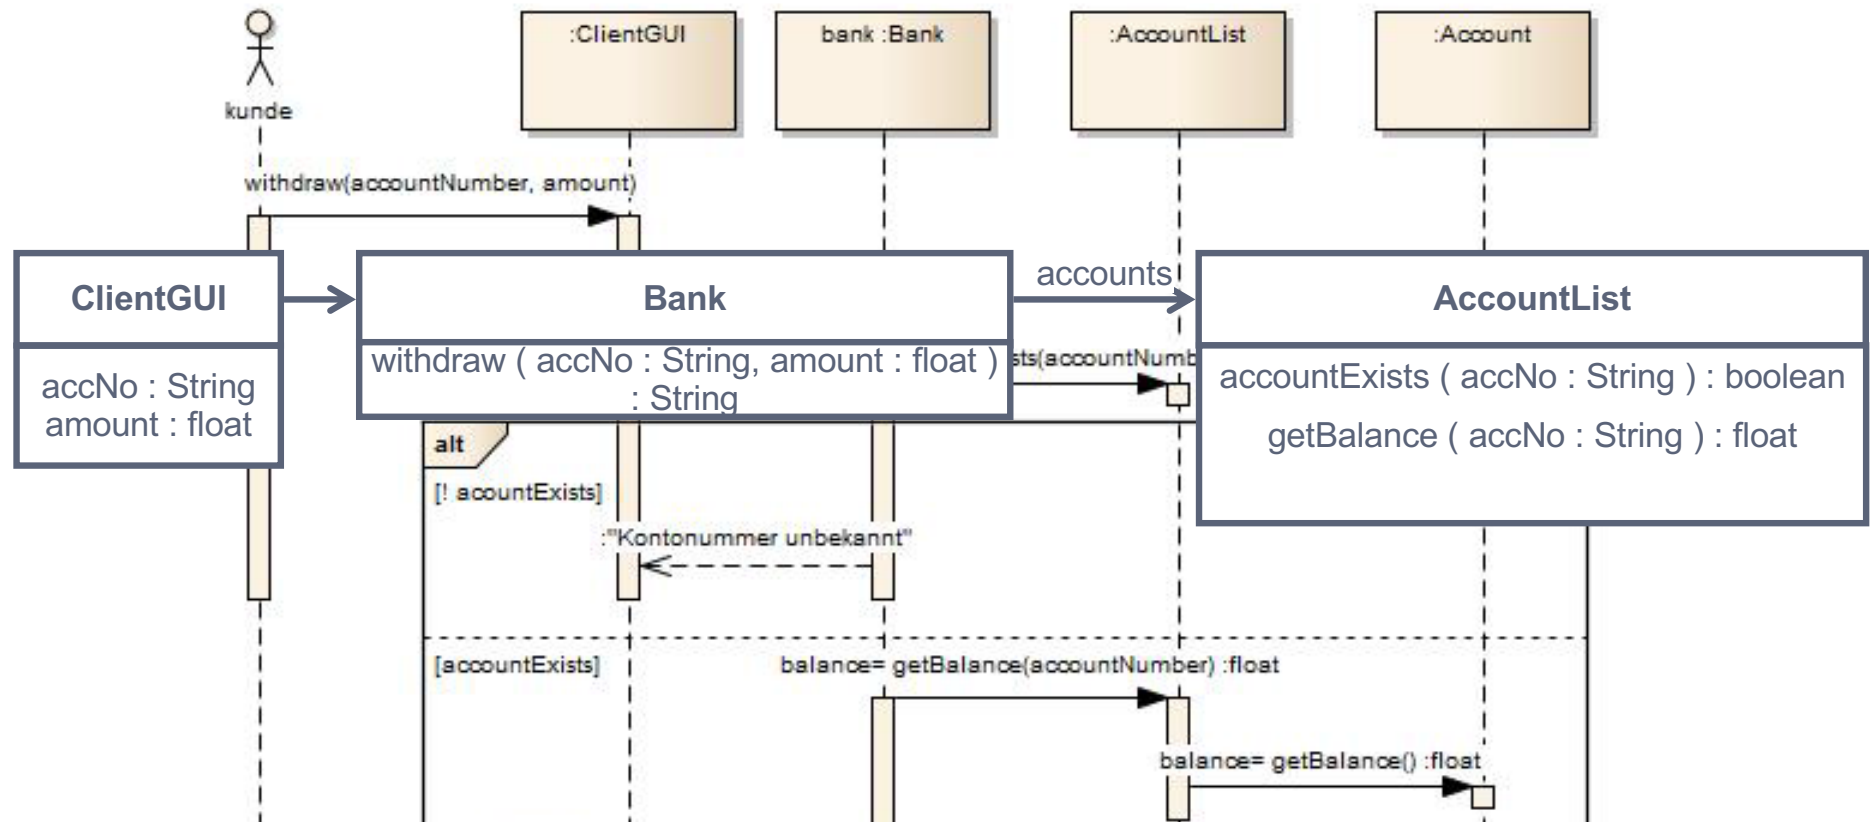 :ClientGUI
bank :Bank
:AccountList
:Account
kunde
withdraw(accountNumber, amount)
ClientGUI
Bank
accounts
AccountList
accNo : String
amount : float
withdraw ( accNo : String, amount : float )
: String
sts(accountNumb
accountExists ( accNo : String ) : boolean
getBalance ( accNo : String ) : float
alt
[! acountExists]
:"Kontonummer unbekannt"
[accountExists]
balance= getBalance(accountNumber) :float
balance= getBalance() :float